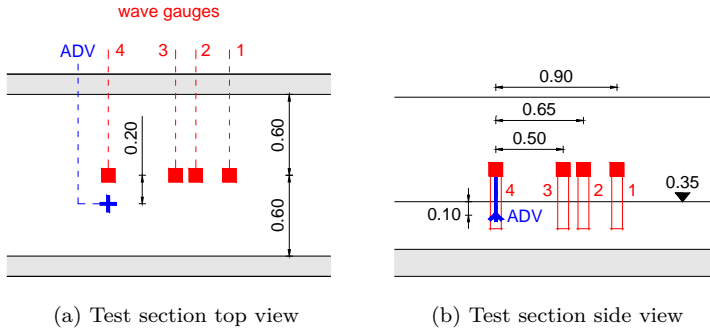 wave gauges
ADV 4 3 2 1
0.20
0.60
0.60
(a) Test section top view
0.90
0.65
0.50
4 3 2 1
0.35
0.10
ADV
(b) Test section side view